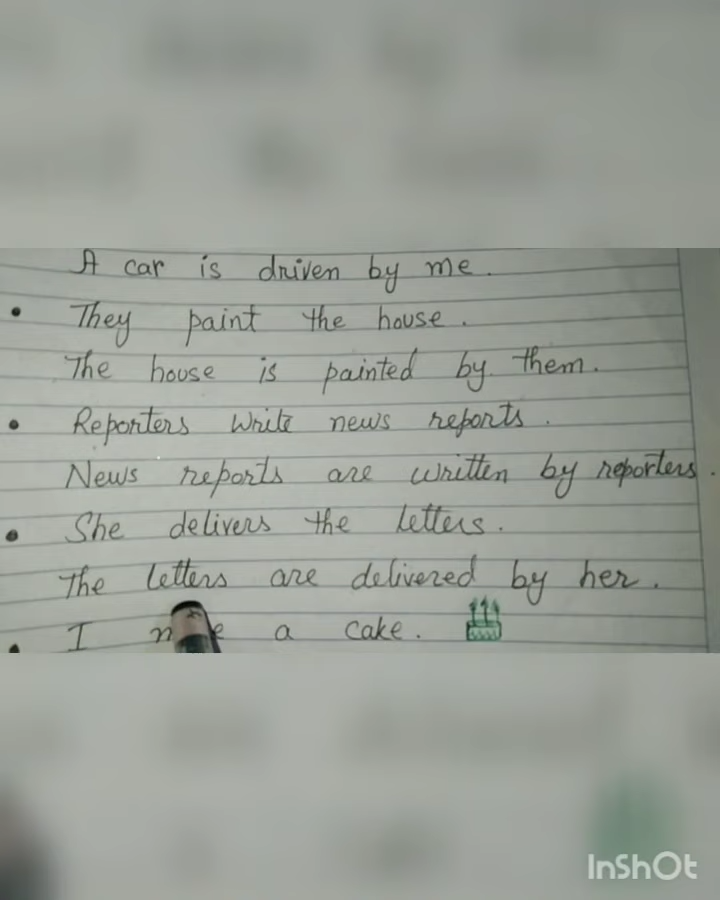 A car is driven by me.
• They paint the house.
The house is painted by them.
• Reporters write news reports.
News reports are written by reporters.
• She delivers the letters.
The letters are delivered by her.
• I a cake.
InShOt